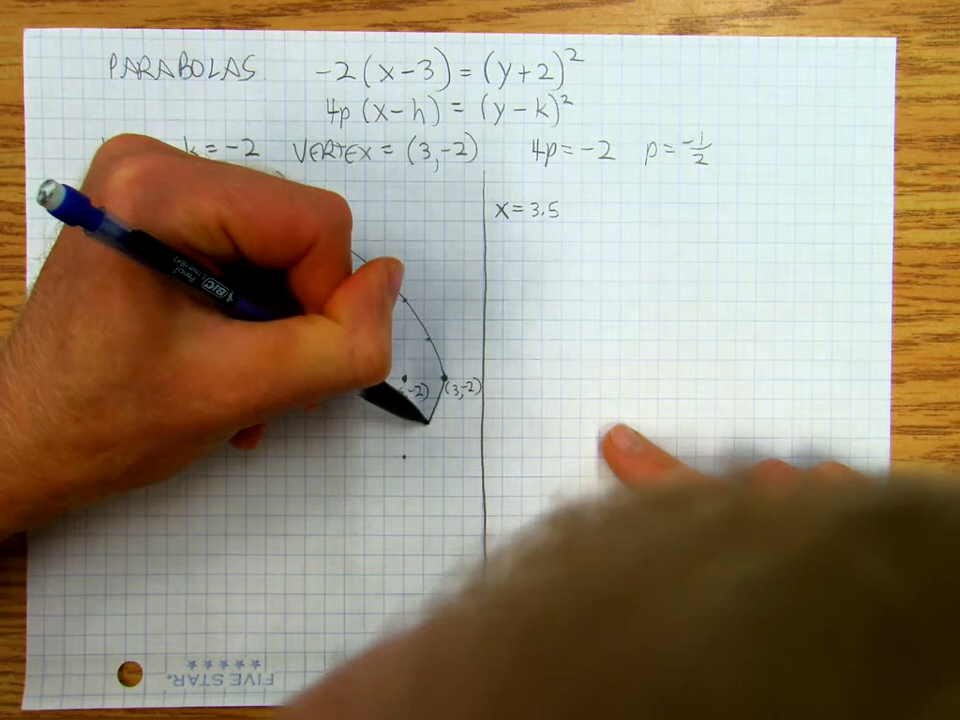 PARABOLAS -2(x-3) = (y+2)²
4p(x-h) = (y-k)²
k = -2 VERTEX = (3,-2) 4p = -2 p = -1/2
x = 3.5
-2) (3,-2)
BIC
FIVE STAR.